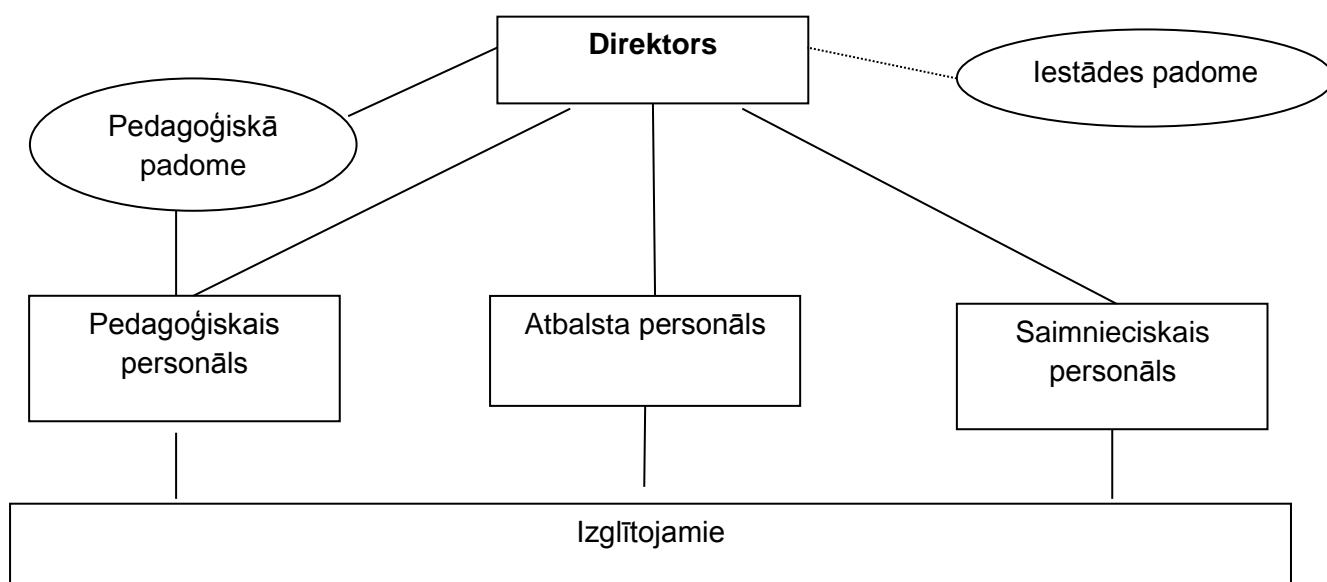 Direktors
Iestādes padome
Pedagoģiskā
padome
Pedagoģiskais
personāls
Atbalsta personāls
Saimnieciskais
personāls
Izglītojamie